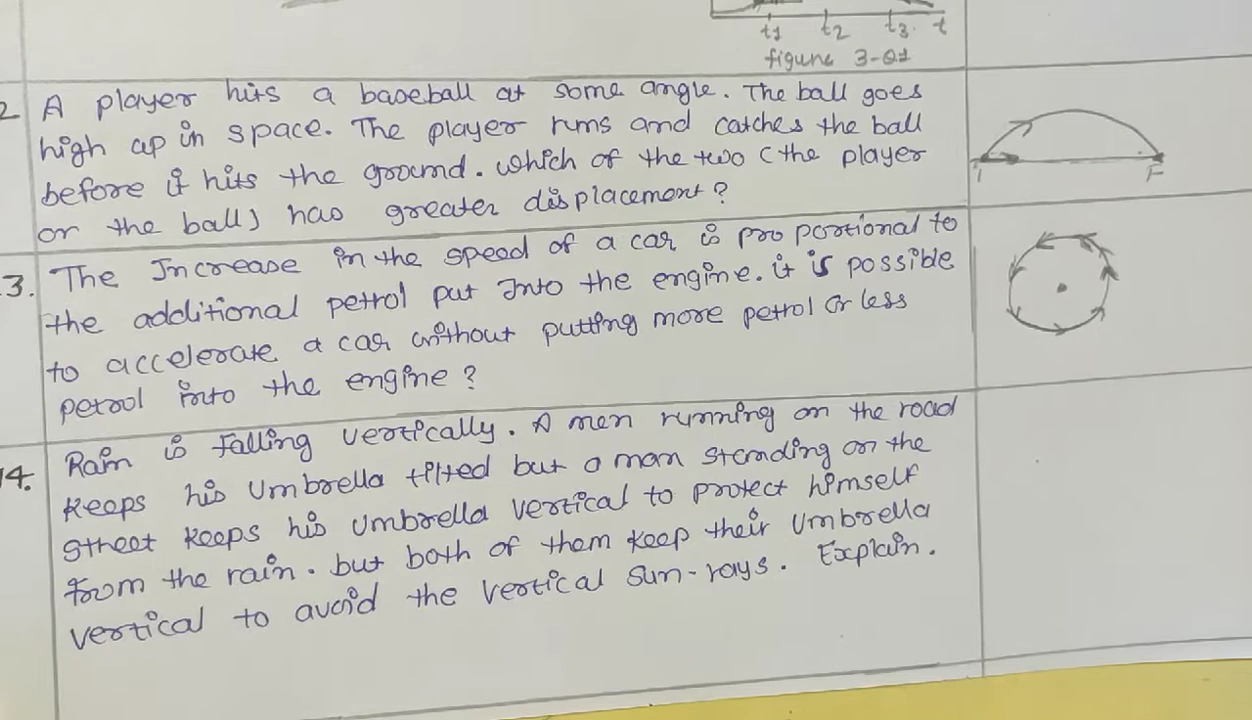 t1 t2 t3 t
figure 3-Q1
2 A player hits a baseball at some angle. The ball goes
high up in space. The player runs and catches the ball
before it hits the ground. which of the two (the player
or the ball) has greater displacement?
I F
3. The Increase in the speed of a car is proportional to
the additional petrol put Into the engine. it is possible
to accelerate a car without putting more petrol or less
petrol into the engine?
14. Rain is falling vertically. A men running on the road
keeps his umbrella tilted but a man standing on the
street keeps his umbrella vertical to protect himself
from the rain. but both of them keep their umbrella
vertical to avoid the vertical sun-rays. Explain.